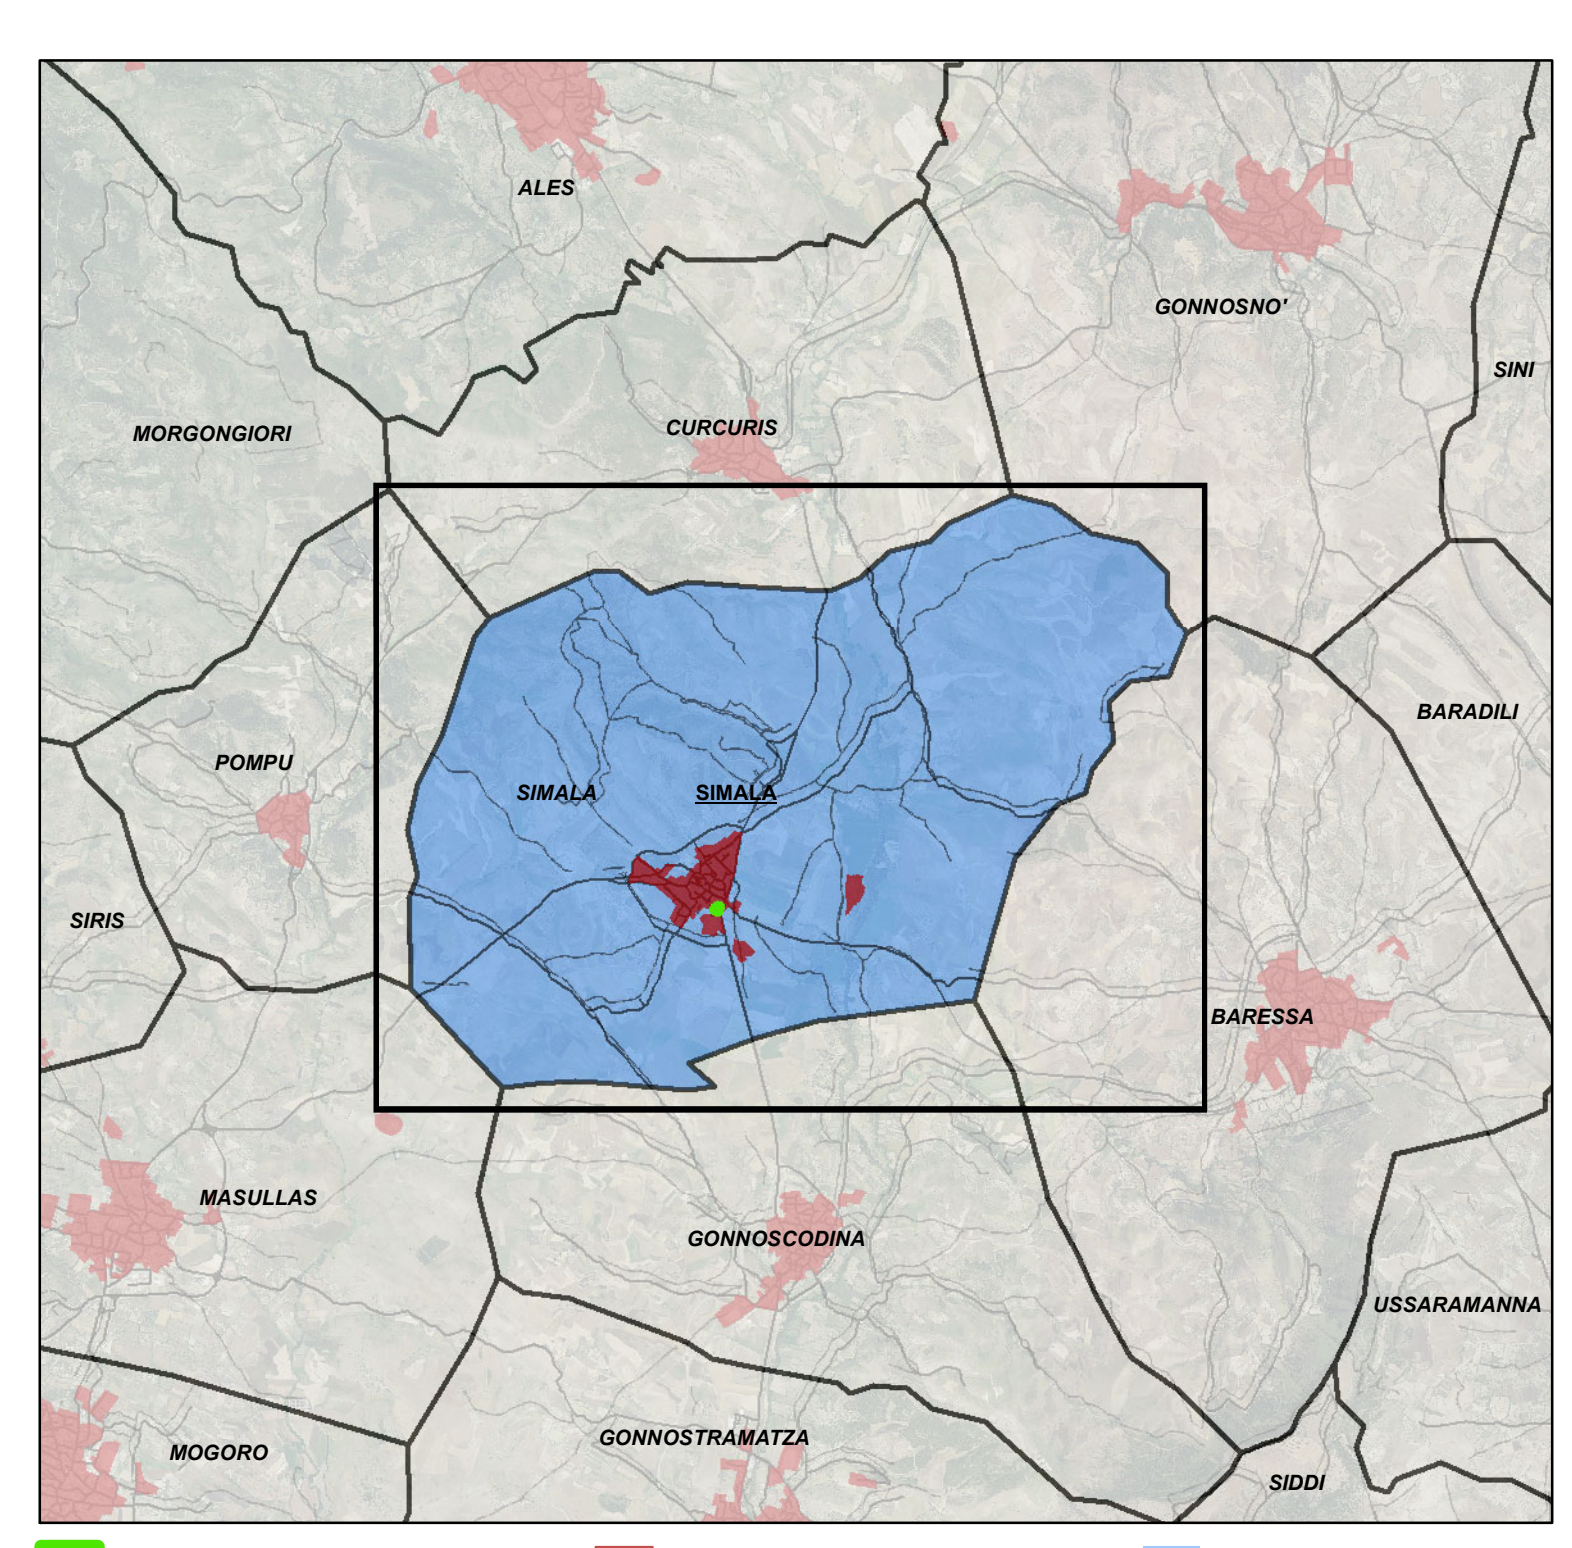 ALES
GONNOSNO'
SINI
CURCURIS
MORGONGIORI
BARADILI
POMPU
SIMALA
SIMALA
SIRIS
BARESSA
MASULLAS
GONNOSCODINA
USSARAMANNA
GONNOSTRAMATZA
MOGORO
SIDDI